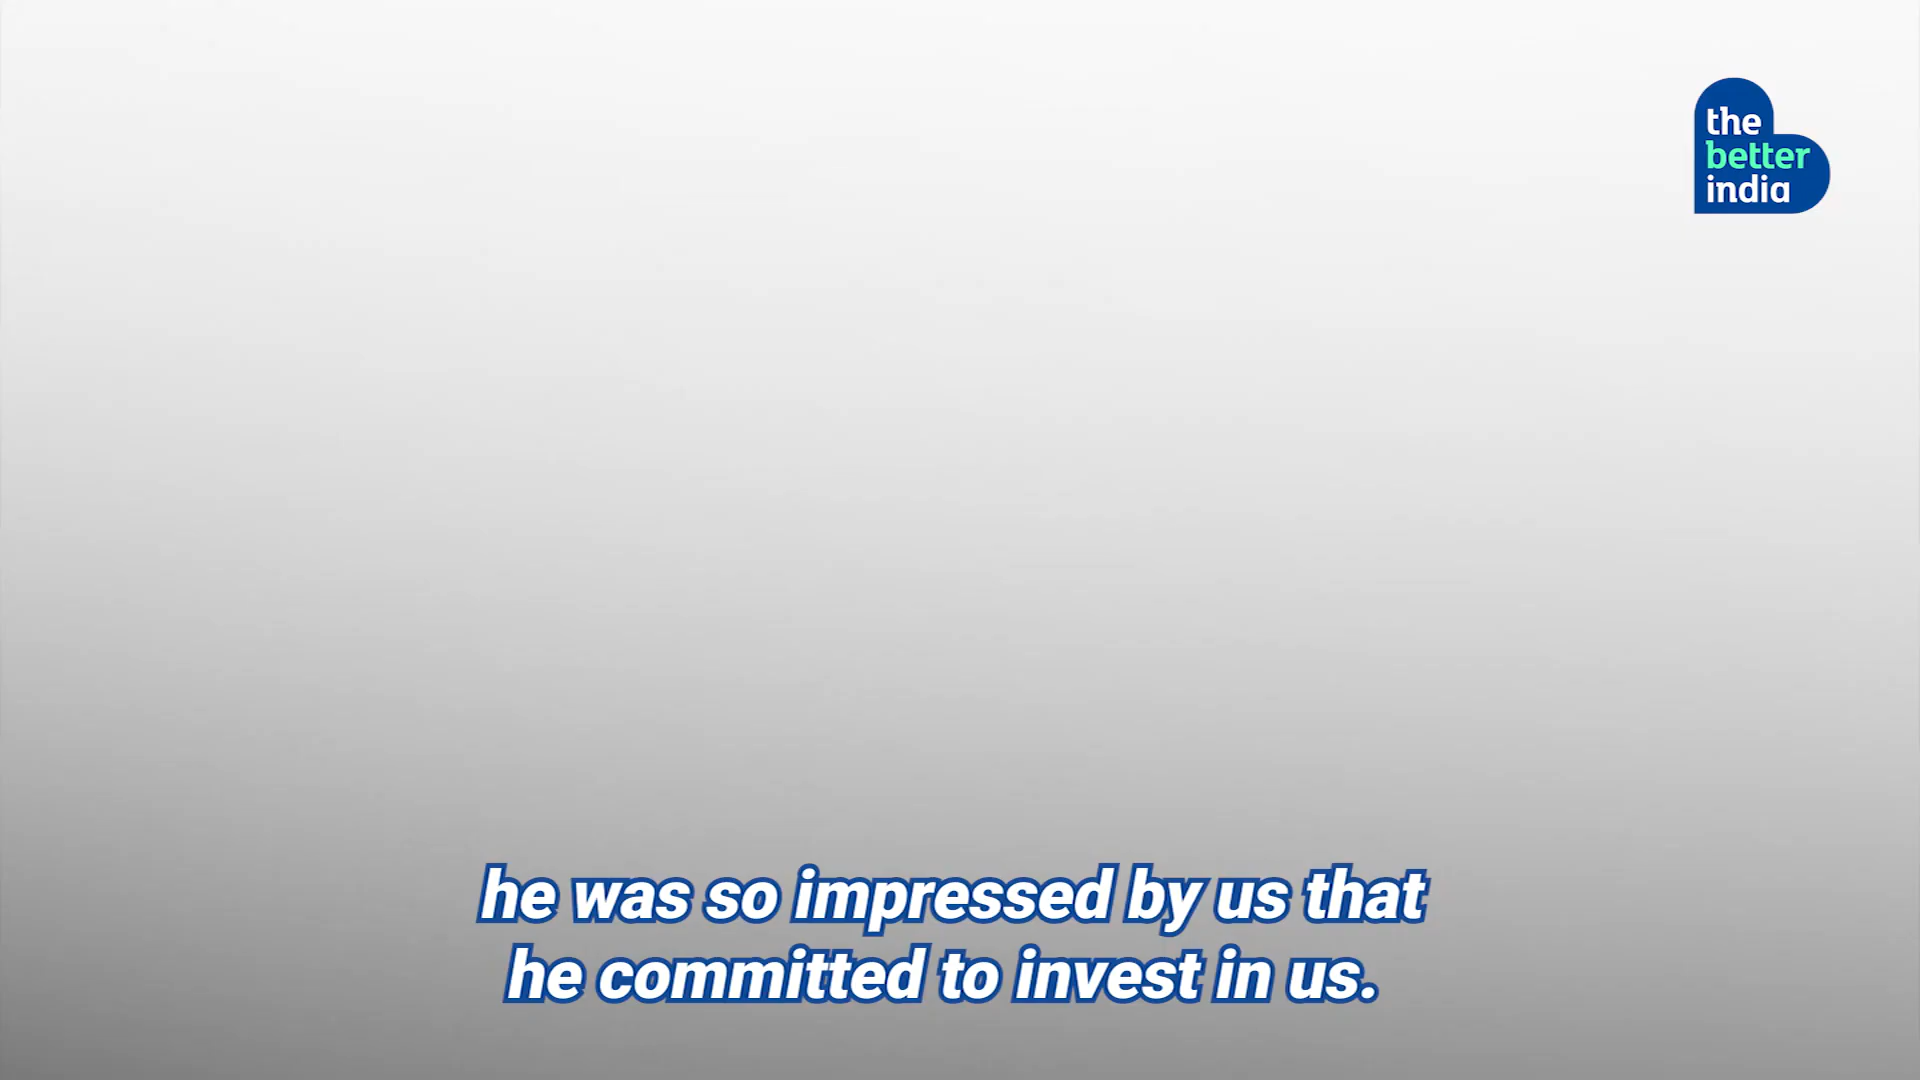 the
better
india
he was so impressed by us that
he committed to invest in us.